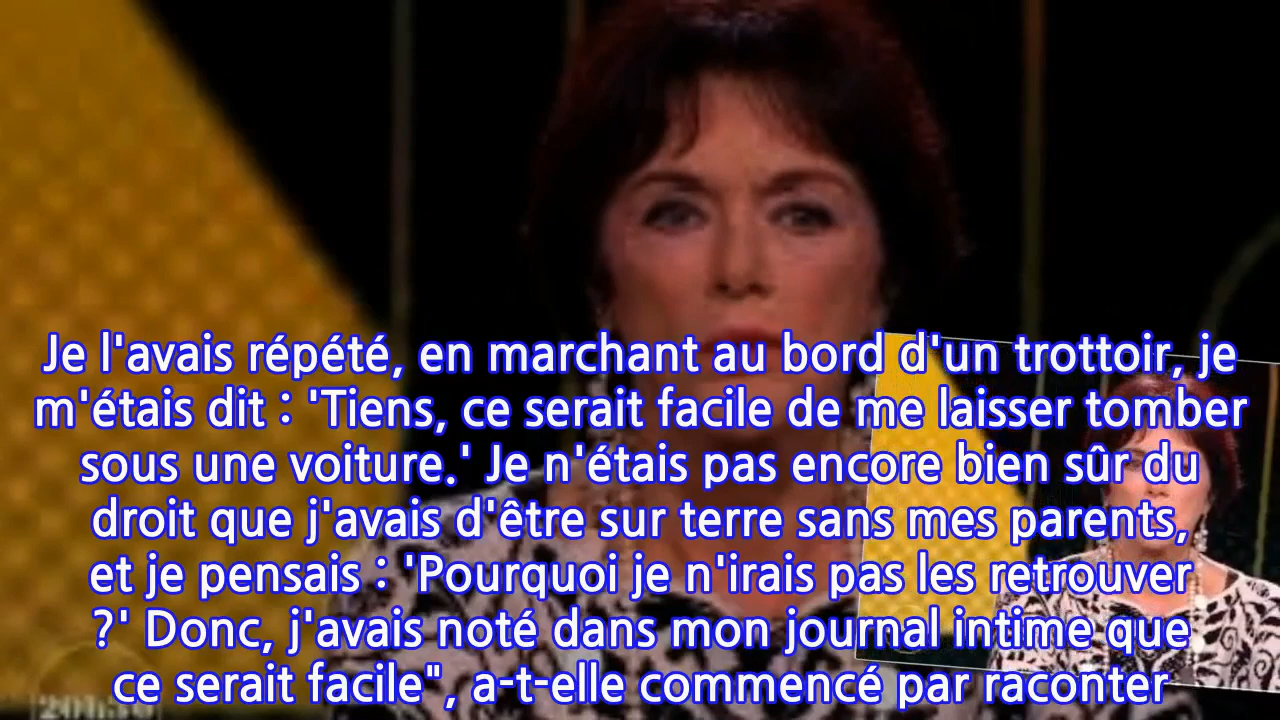 Je l'avais répété, en marchant au bord d'un trottoir, je
m'étais dit : 'Tiens, ce serait facile de me laisser tomber
sous une voiture.' Je n'étais pas encore bien sûr du
droit que j'avais d'être sur terre sans mes parents,
et je pensais : 'Pourquoi je n'irais pas les retrouver
?' Donc, j'avais noté dans mon journal intime que
ce serait facile", a-t-elle commencé par raconter